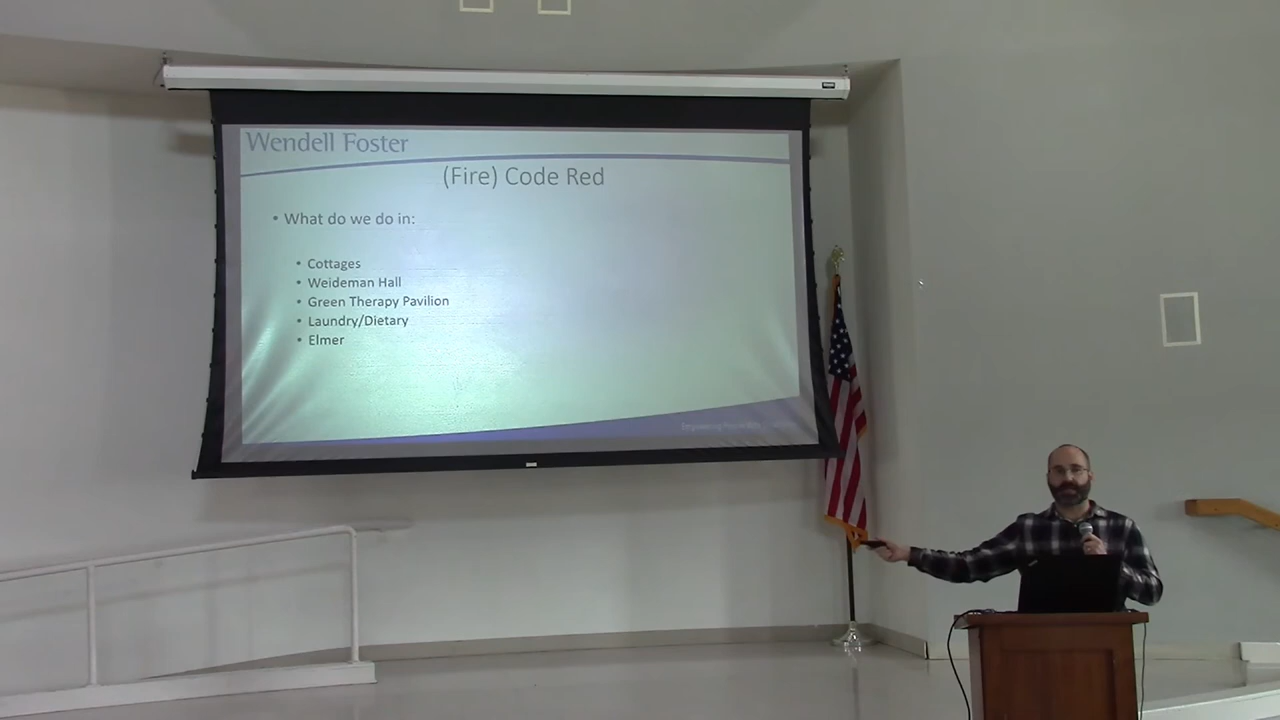 Wendell Foster
(Fire) Code Red
• What do we do in:
• Cottages
• Weideman Hall
• Green Therapy Pavilion
• Laundry/Dietary
• Elmer
Empowering